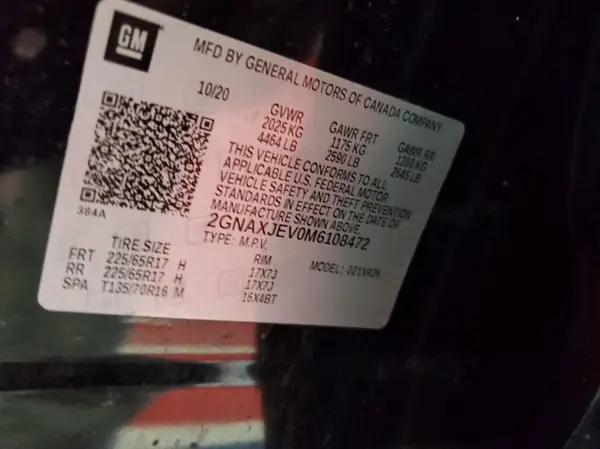 GM
MFD BY GENERAL MOTORS OF CANADA COMPANY
10/20
GVWR GAWR FRT GAWR RR
2025 KG 1175 KG 1200 KG
4464 LB 2590 LB 2645 LB
THIS VEHICLE CONFORMS TO ALL
APPLICABLE U.S. FEDERAL MOTOR
VEHICLE SAFETY AND THEFT PREVENTION
STANDARDS IN EFFECT ON THE DATE OF
MANUFACTURE SHOWN ABOVE.
384A
2GNAXJEV0M6108472
TYPE: M.P.V. MODEL:
TIRE SIZE RIM
FRT 225/65R17 H 17X7J
RR 225/65R17 H 17X7J
SPA T135/70R16 M 16X4BT